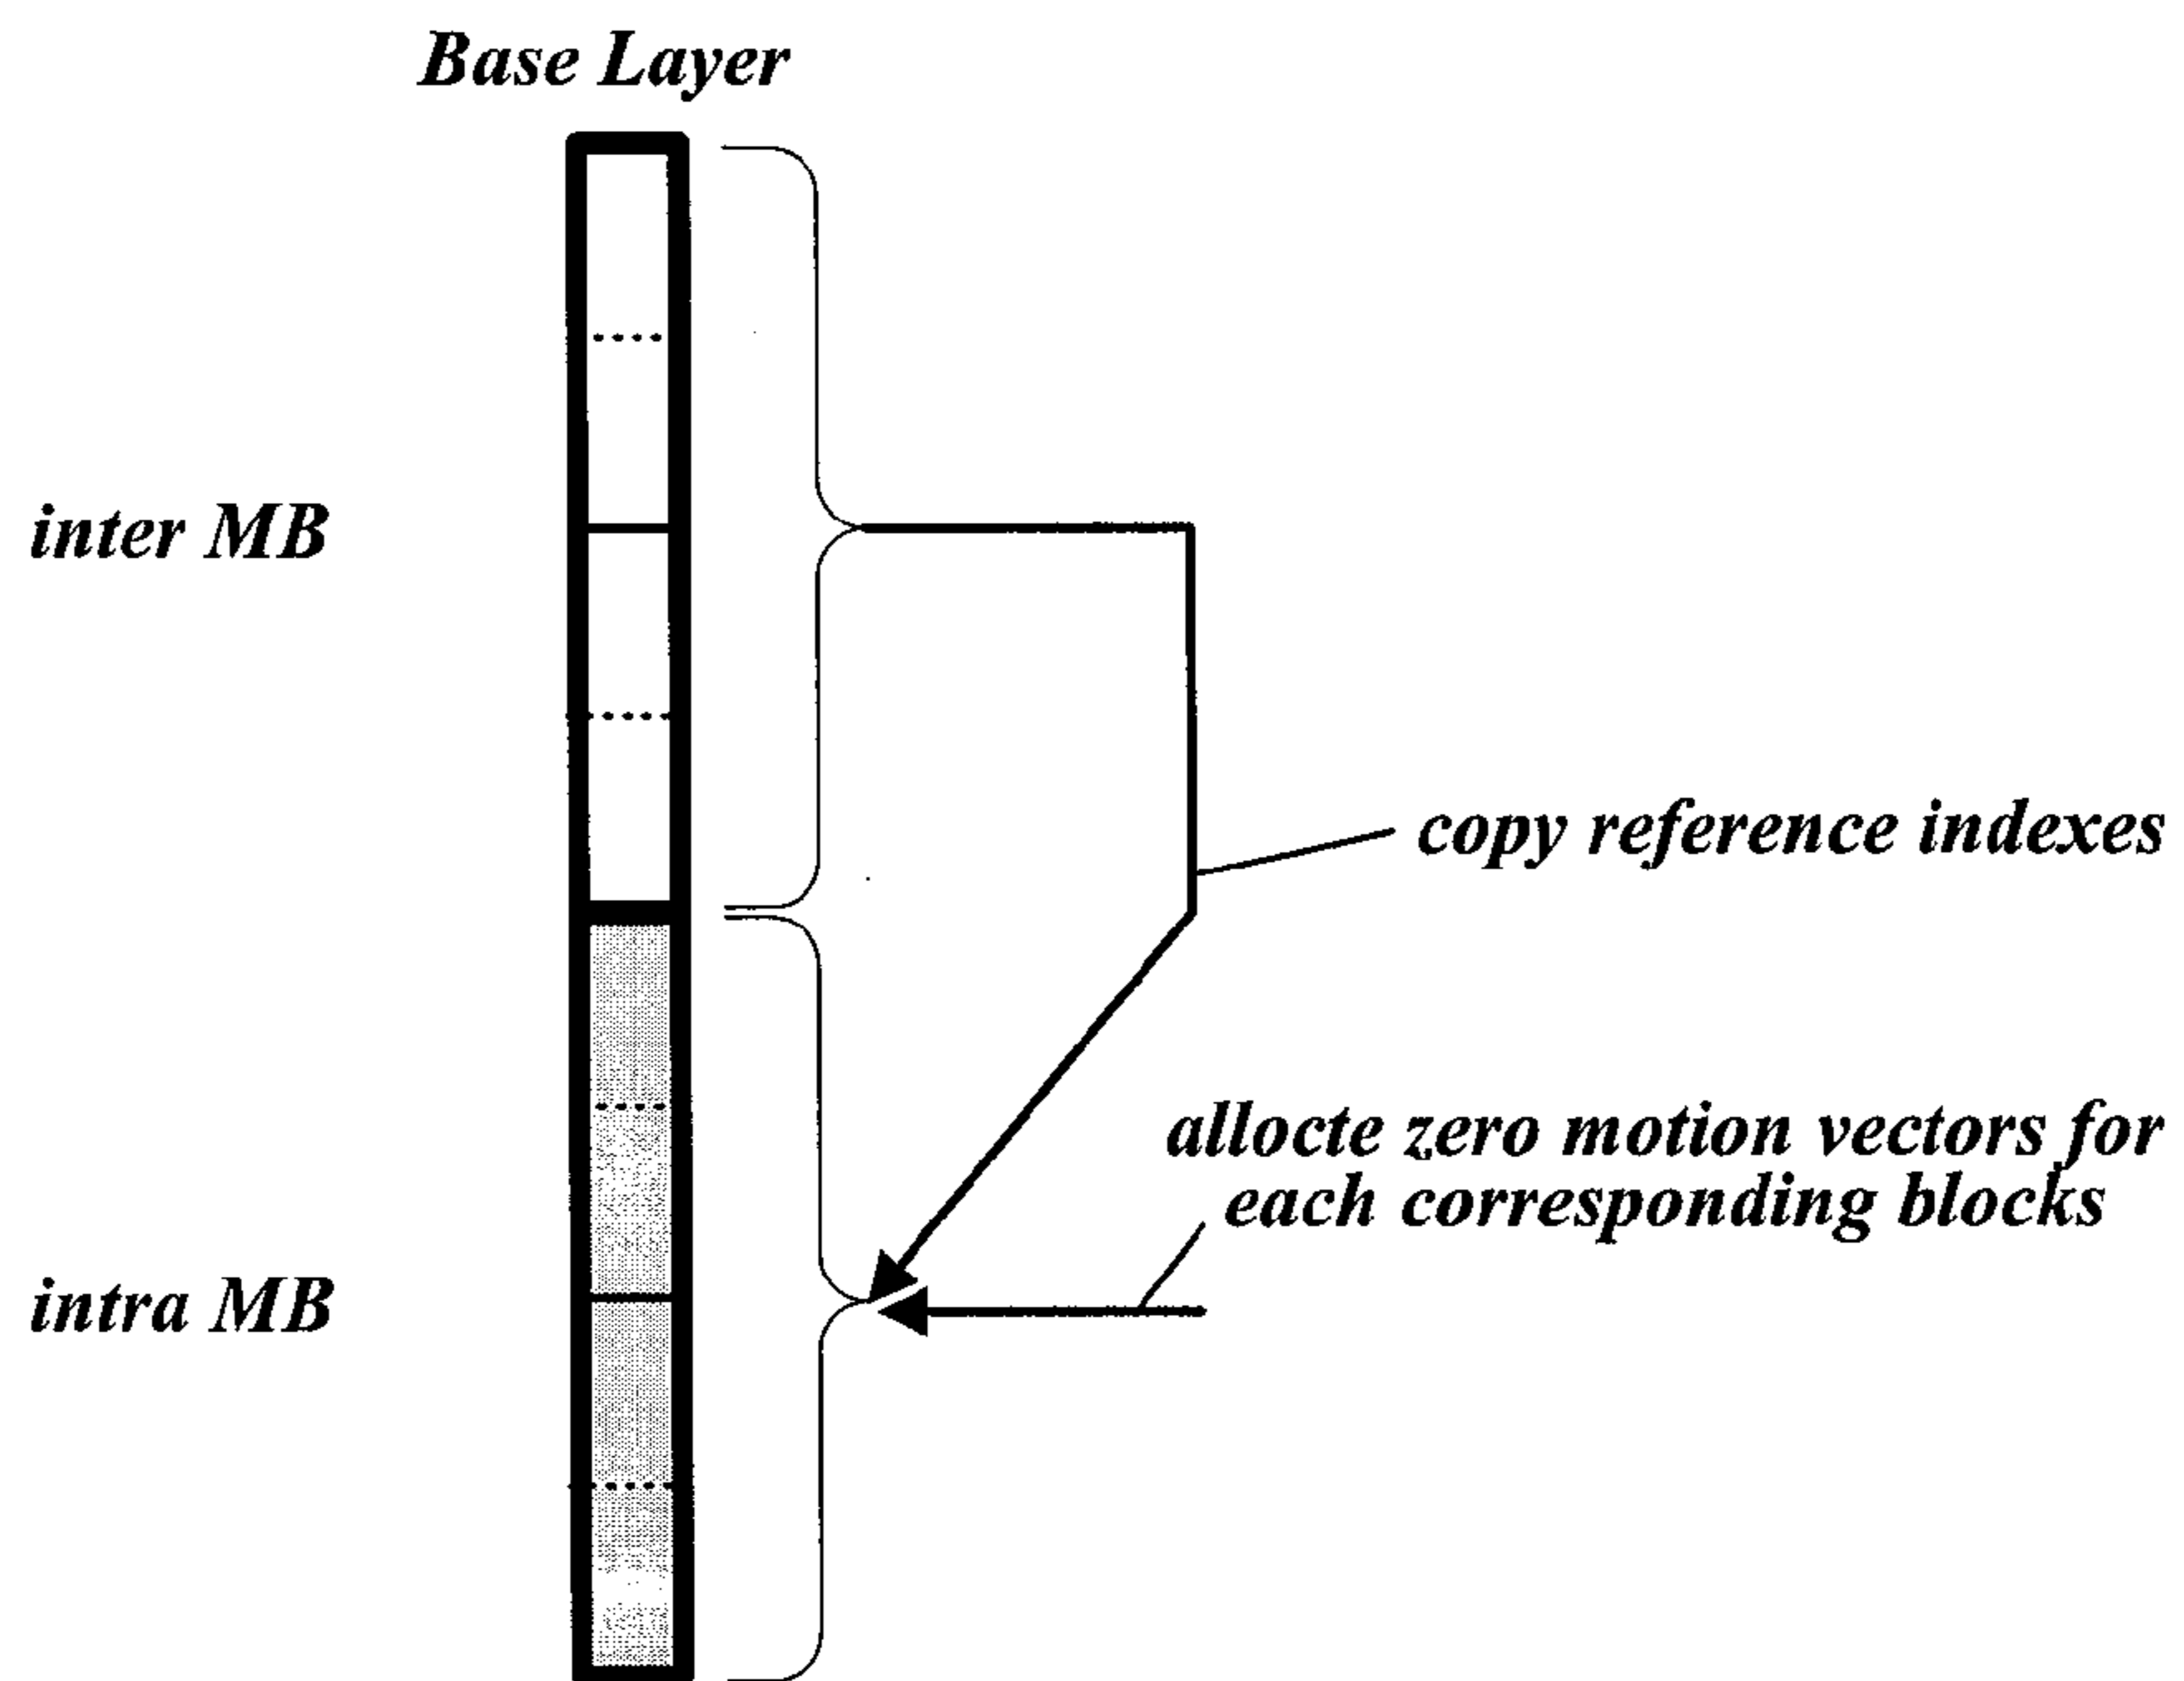 Base Layer
inter MB
copy reference indexes
allocte zero motion vectors for
each corresponding blocks
intra MB